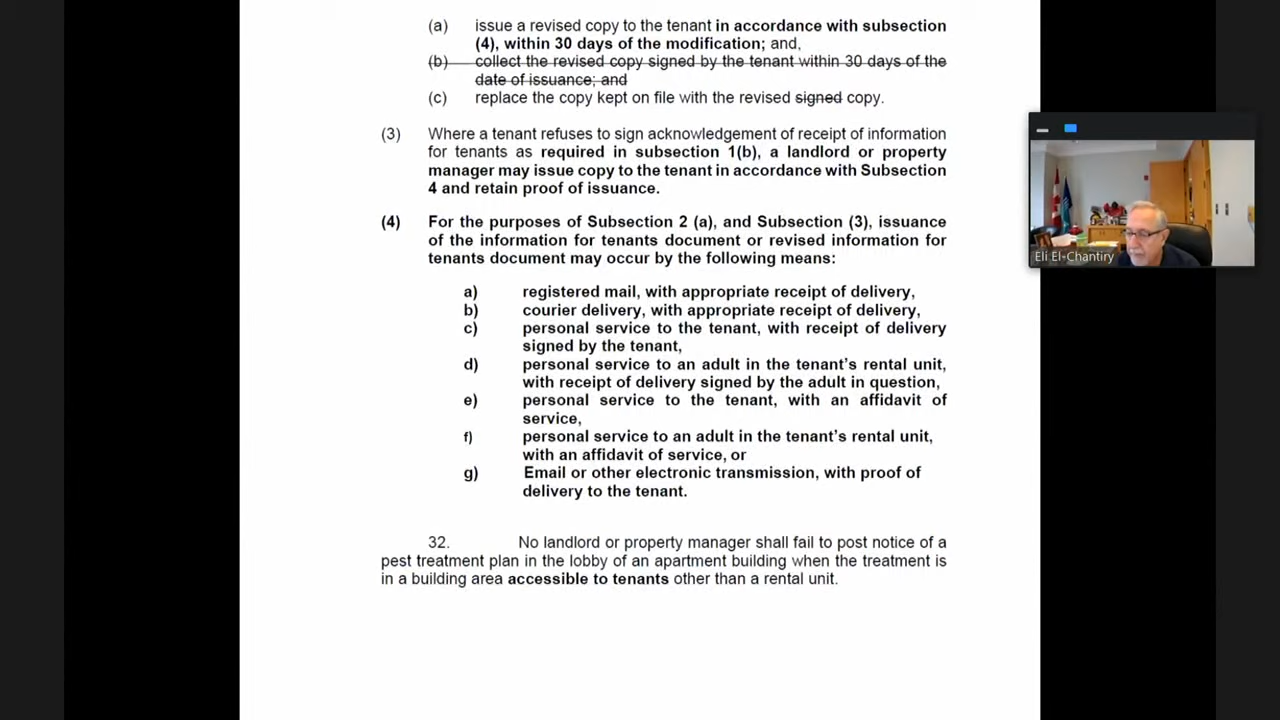 (a) issue a revised copy to the tenant in accordance with subsection
(4), within 30 days of the modification; and,
(b) collect the revised copy signed by the tenant within 30 days of the
date of issuance; and
(c) replace the copy kept on file with the revised signed copy.
(3) Where a tenant refuses to sign acknowledgement of receipt of information
for tenants as required in subsection 1(b), a landlord or property
manager may issue copy to the tenant in accordance with Subsection
4 and retain proof of issuance.
(4) For the purposes of Subsection 2 (a), and Subsection (3), issuance
of the information for tenants document or revised information for
tenants document may occur by the following means:
a) registered mail, with appropriate receipt of delivery,
b) courier delivery, with appropriate receipt of delivery,
c) personal service to the tenant, with receipt of delivery
signed by the tenant,
d) personal service to an adult in the tenant's rental unit,
with receipt of delivery signed by the adult in question,
e) personal service to the tenant, with an affidavit of
service,
f) personal service to an adult in the tenant's rental unit,
with an affidavit of service, or
g) Email or other electronic transmission, with proof of
delivery to the tenant.
32. No landlord or property manager shall fail to post notice of a
pest treatment plan in the lobby of an apartment building when the treatment is
in a building area accessible to tenants other than a rental unit.
Eli El-Chantiry